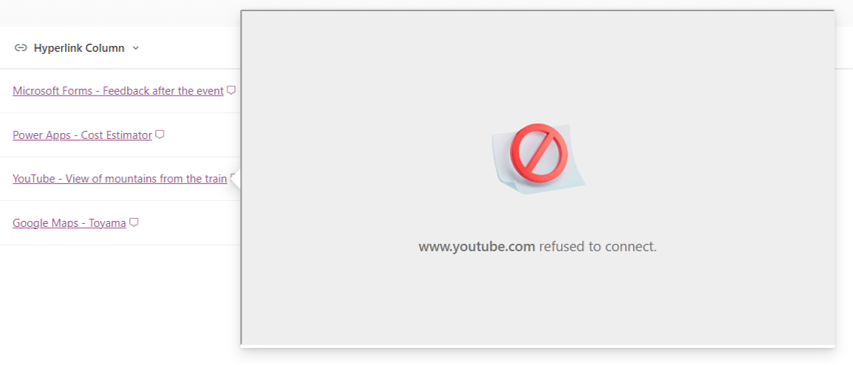 Hyperlink Column
Microsoft Forms - Feedback after the event
Power Apps - Cost Estimator
YouTube - View of mountains from the train
Google Maps - Toyama
www.youtube.com refused to connect.